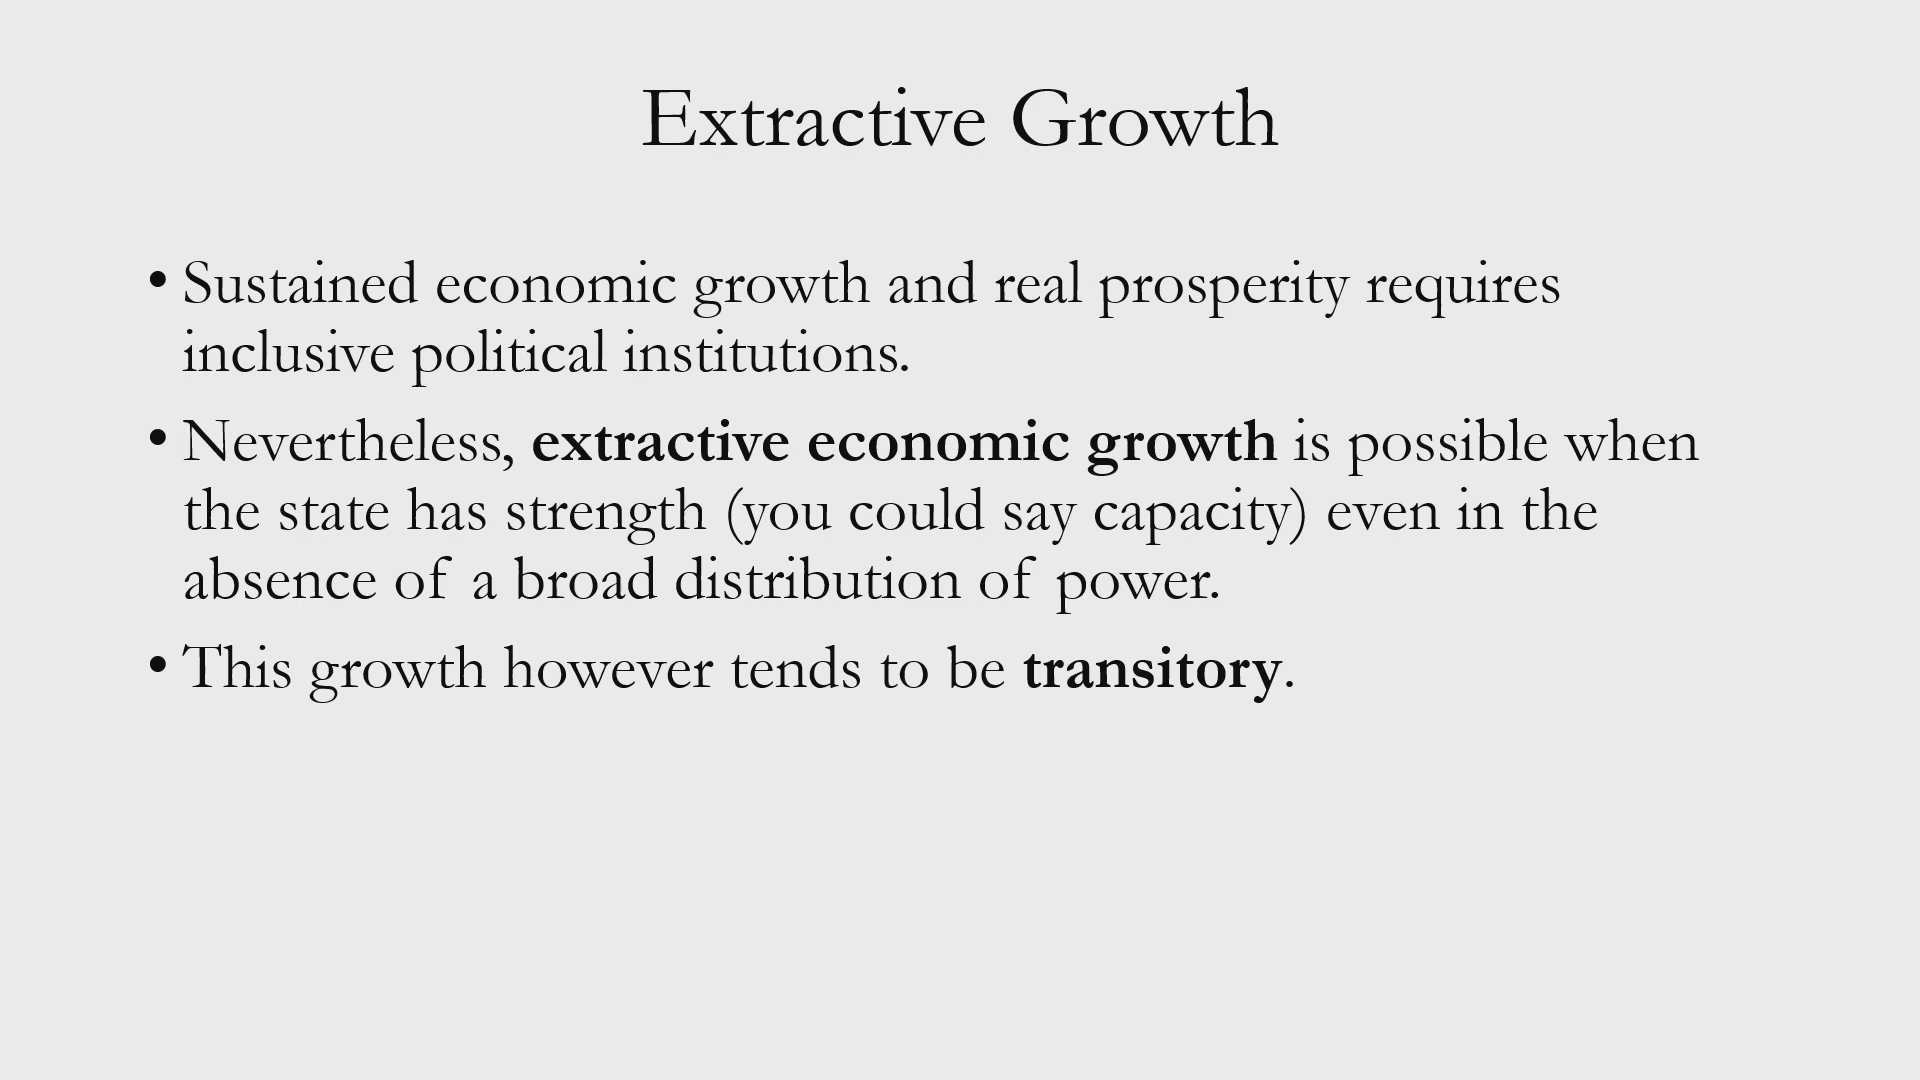 Extractive Growth
• Sustained economic growth and real prosperity requires
inclusive political institutions.
• Nevertheless, extractive economic growth is possible when
the state has strength (you could say capacity) even in the
absence of a broad distribution of power.
• This growth however tends to be transitory.